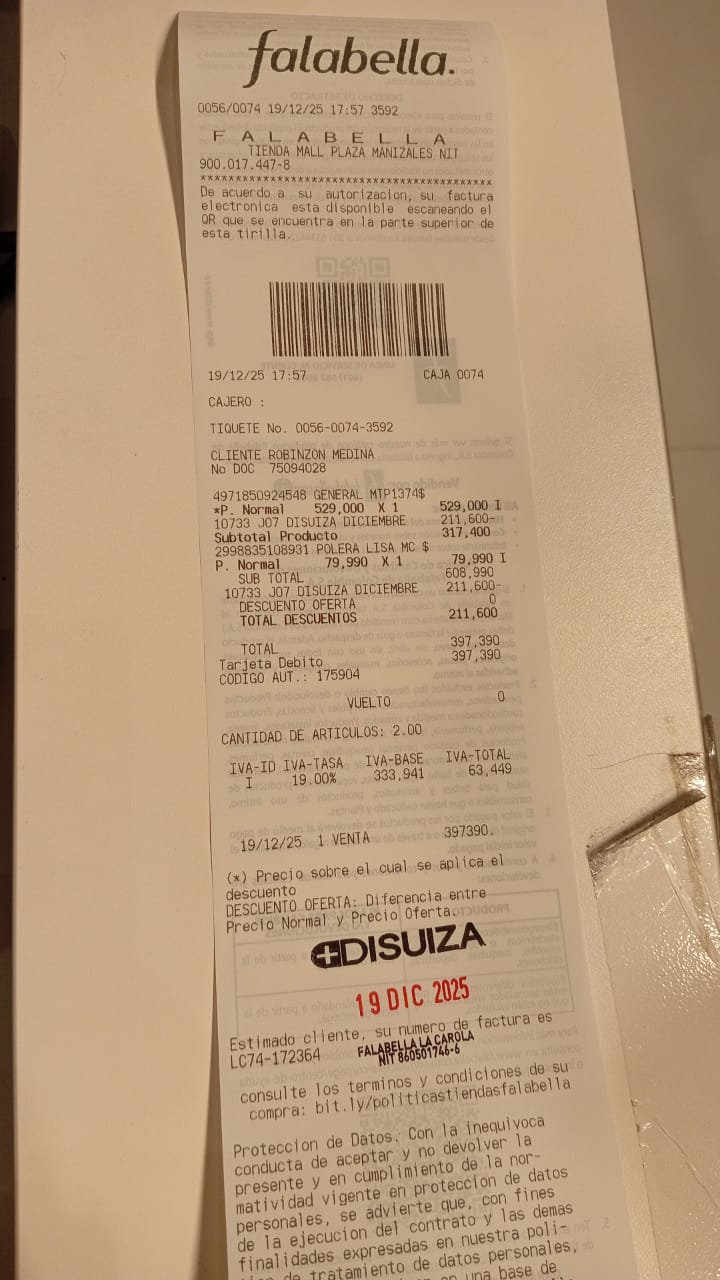 falabella.
0056/0074 19/12/25 17:57 3592
F A L A B E L L A
TIENDA MALL PLAZA MANIZALES NIT
900.017.447-8
************************************************
De acuerdo a su autorizacion, su factura
electronica esta disponible escaneando el
QR que se encuentra en la parte superior de
esta tirilla.
19/12/25 17:57 CAJA 0074
CAJERO :
TIQUETE No. 0056-0074-3592
CLIENTE ROBINZON MEDINA
No DOC 75094028
4971850924548 GENERAL MTP1374$
*P. Normal 529,000 X 1 529,000 I
10733 J07 DISUIZA DICIEMBRE 211,600-
Subtotal Producto 317,400
2998835108931 POLERA LISA MC $
P. Normal 79,990 X 1 79,990 I
SUB TOTAL 608,990
10733 J07 DISUIZA DICIEMBRE 211,600-
DESCUENTO OFERTA 0
TOTAL DESCUENTOS 211,600
TOTAL 397,390
Tarjeta Debito 397,390
CODIGO AUT.: 175904
VUELTO 0
CANTIDAD DE ARTICULOS: 2.00
IVA-ID IVA-TASA IVA-BASE IVA-TOTAL
I 19.00% 333,941 63,449
19/12/25 1 VENTA 397390.
(*) Precio sobre el cual se aplica el
descuento
DESCUENTO OFERTA: Diferencia entre
Precio Normal y Precio Oferta.
DISUIZA
19 DIC 2025
Estimado cliente, su numero de factura es
LC74-172364
FALABELLA LA CAROLA
NIT 860501746-6
consulte los terminos y condiciones de su
compra: bit.ly/politicastiendasfalabella
Proteccion de Datos. Con la inequivoca
conducta de aceptar y no devolver la
presente y en cumplimiento de la nor-
matividad vigente en proteccion de datos
personales, se advierte que, con fines
de la ejecucion del contrato y las demas
finalidades expresadas en nuestra poli-
de tratamiento de datos personales,
en una base de